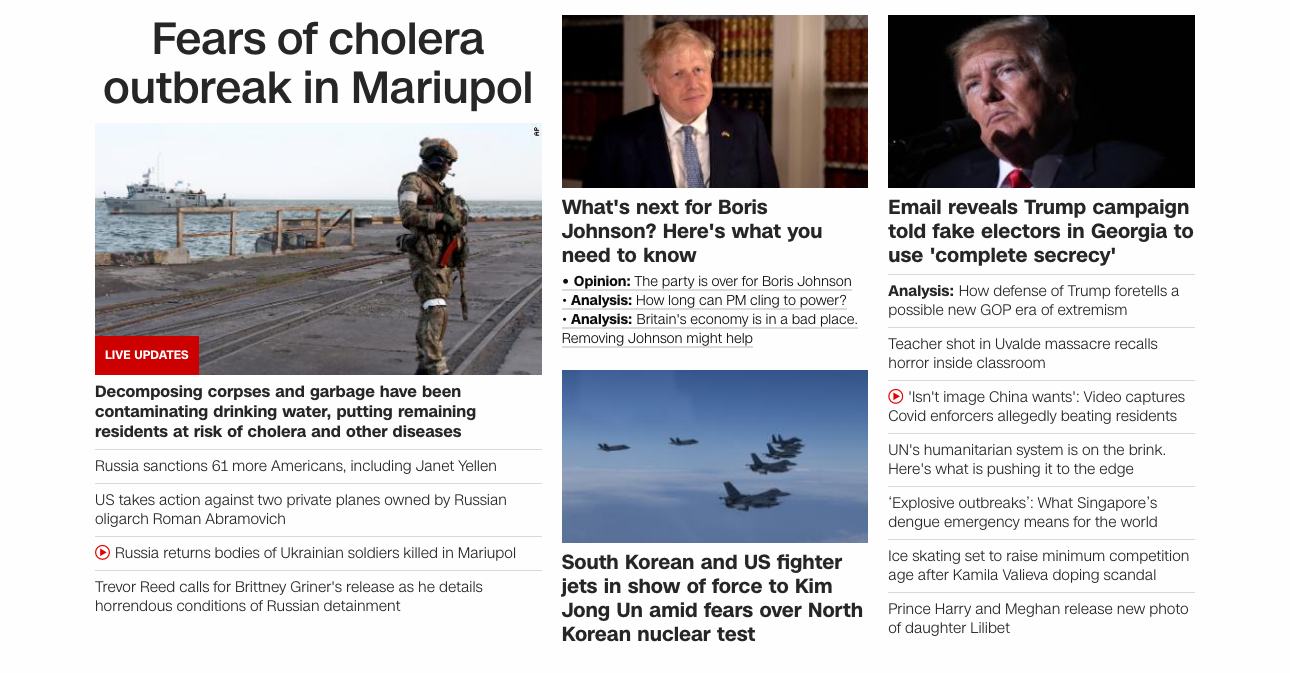 Fears of cholera
outbreak in Mariupol
AP
LIVE UPDATES
Decomposing corpses and garbage have been
contaminating drinking water, putting remaining
residents at risk of cholera and other diseases
Russia sanctions 61 more Americans, including Janet Yellen
US takes action against two private planes owned by Russian
oligarch Roman Abramovich
Russia returns bodies of Ukrainian soldiers killed in Mariupol
Trevor Reed calls for Brittney Griner's release as he details
horrendous conditions of Russian detainment
What's next for Boris
Johnson? Here's what you
need to know
• Opinion: The party is over for Boris Johnson
• Analysis: How long can PM cling to power?
• Analysis: Britain's economy is in a bad place.
Removing Johnson might help
South Korean and US fighter
jets in show of force to Kim
Jong Un amid fears over North
Korean nuclear test
Email reveals Trump campaign
told fake electors in Georgia to
use 'complete secrecy'
Analysis: How defense of Trump foretells a
possible new GOP era of extremism
Teacher shot in Uvalde massacre recalls
horror inside classroom
'Isn't image China wants': Video captures
Covid enforcers allegedly beating residents
UN's humanitarian system is on the brink.
Here's what is pushing it to the edge
‘Explosive outbreaks’: What Singapore’s
dengue emergency means for the world
Ice skating set to raise minimum competition
age after Kamila Valieva doping scandal
Prince Harry and Meghan release new photo
of daughter Lilibet